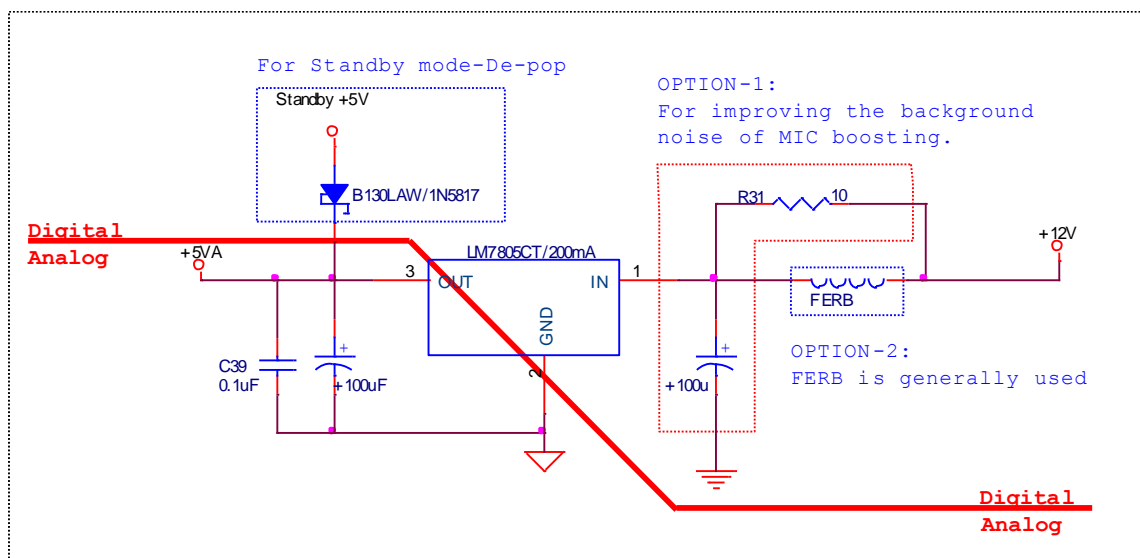 For Standby mode-De-pop
Standby +5V
B130LAW/1N5817
OPTION-1:
For improving the background
noise of MIC boosting.
R31
10
Digital
Analog
+5VA
LM7805CT/200mA
+12V
3
OUT
IN
1
GND
2
FERB
C39
0.1uF
+
+100uF
+
+100u
OPTION-2:
FERB is generally used
Digital
Analog